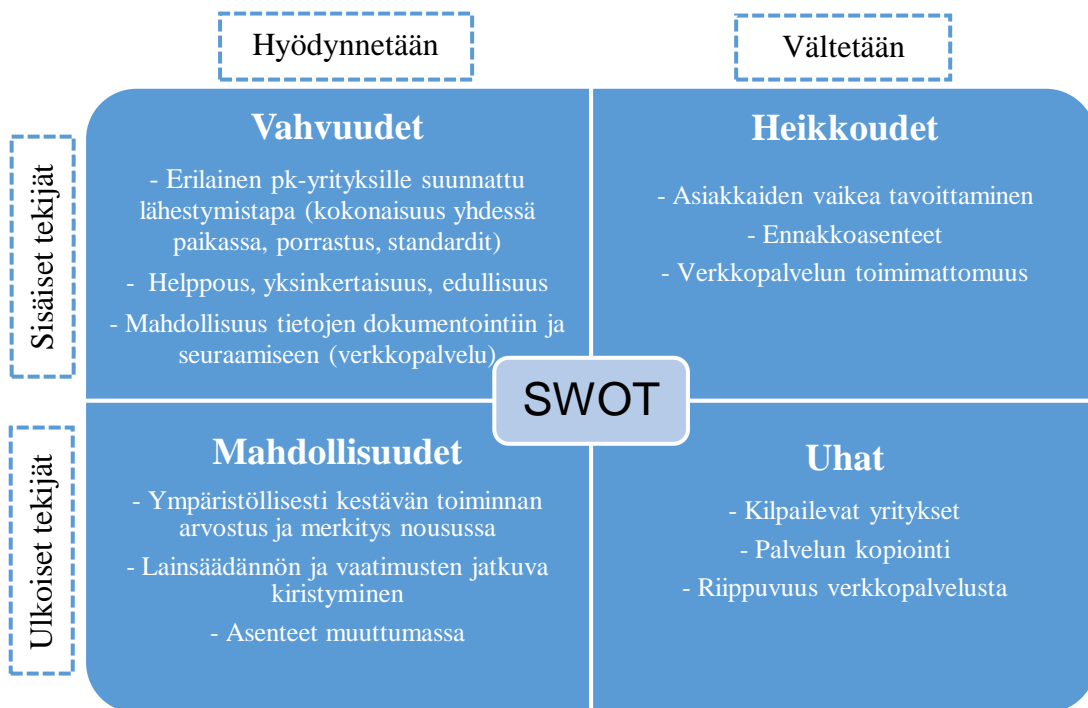 Hyödynnetään
Vältetään
Sisäiset tekijät
Vahvuudet
- Erilainen pk-yrityksille suunnattu
lähestymistapa (kokonaisuus yhdessä
paikassa, porrastus, standardit)
- Helppous, yksinkertaisuus, edullisuus
- Mahdollisuus tietojen dokumentointiin ja
seuraamiseen (verkkopalvelu)
Heikkoudet
- Asiakkaiden vaikea tavoittaminen
- Ennakkoasenteet
- Verkkopalvelun toimimattomuus
SWOT
Ulkoiset tekijät
Mahdollisuudet
- Ympäristöllisesti kestävän toiminnan
arvostus ja merkitys nousussa
- Lainsäädännön ja vaatimusten jatkuva
kiristyminen
- Asenteet muuttumassa
Uhat
- Kilpailevat yritykset
- Palvelun kopiointi
- Riippuvuus verkkopalvelusta